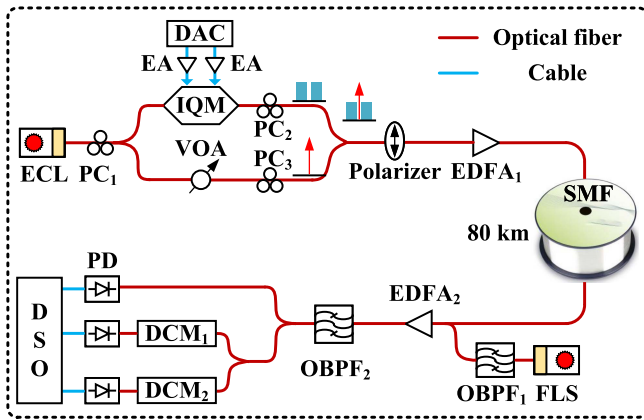 DAC
Optical fiber
EA
EA
Cable
IQM
PC2
VOA
PC3
ECL
PC1
Polarizer
EDFA1
SMF
80 km
PD
EDFA2
DSO
DCM1
OBPF2
DCM2
OBPF1
FLS